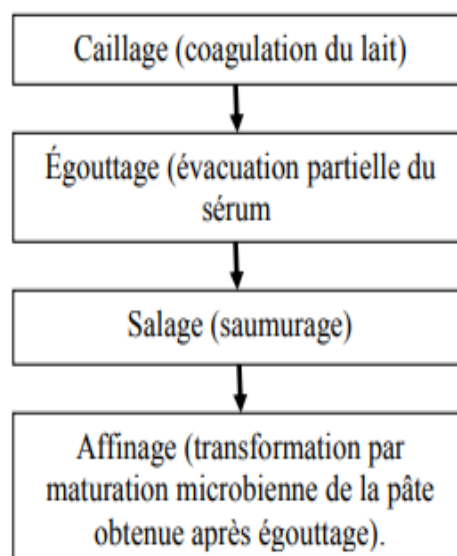 Caillage (coagulation du lait)
Égouttage (évacuation partielle du
sérum
Salage (saumurage)
Affinage (transformation par
maturation microbienne de la pâte
obtenue après égouttage).